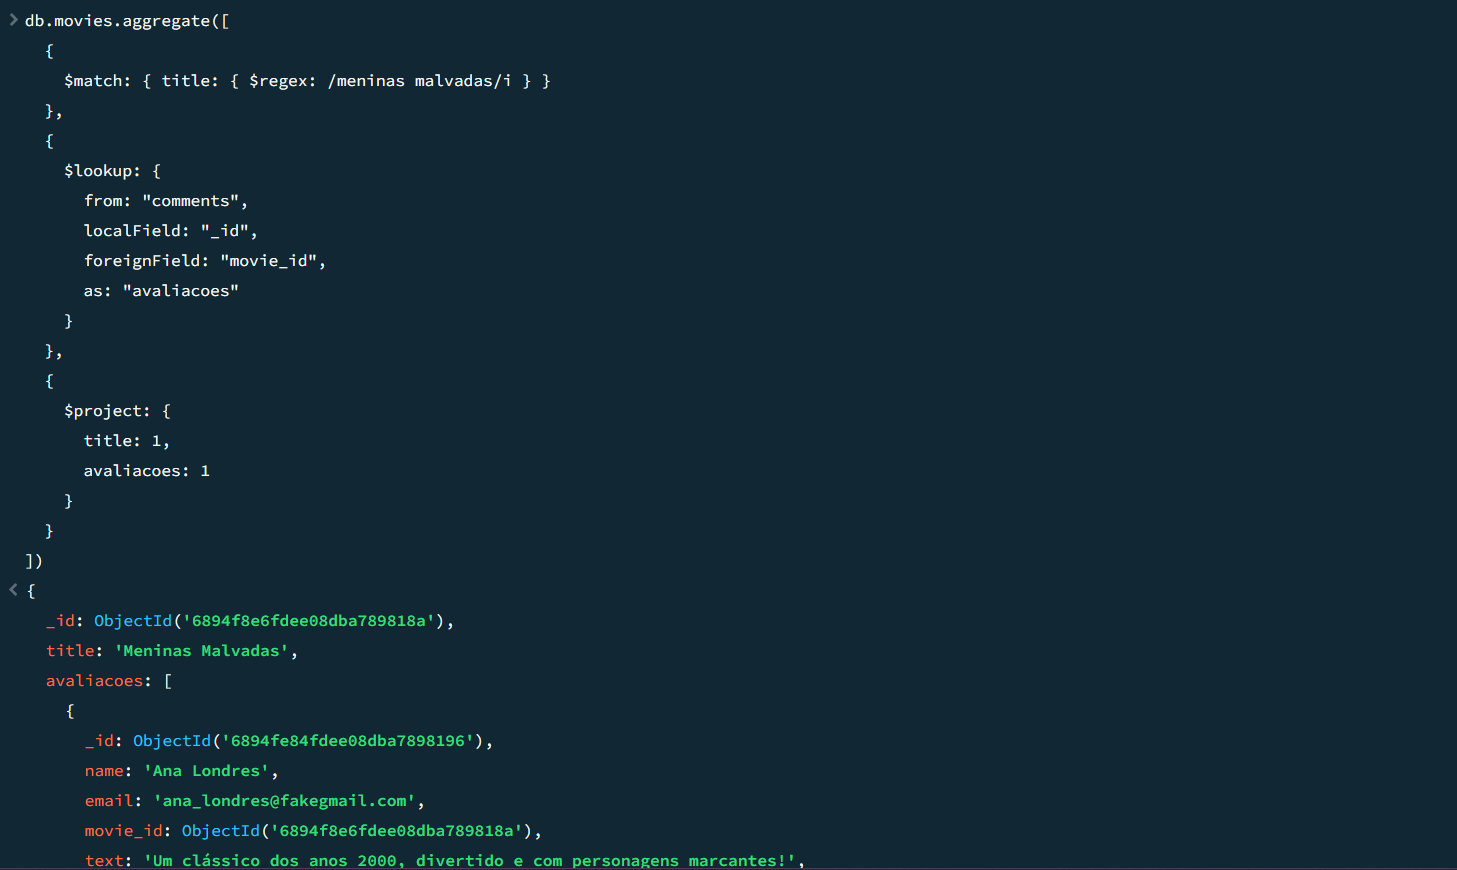 db.movies.aggregate([
{
$match: { title: { $regex: /meninas malvadas/i } }
},
{
$lookup: {
from: "comments",
localField: "_id",
foreignField: "movie_id",
as: "avaliacoes"
}
},
{
$project: {
title: 1,
avaliacoes: 1
}
}
])
{
_id: ObjectId('6894f8e6fdee08dba789818a'),
title: 'Meninas Malvadas',
avaliacoes: [
{
_id: ObjectId('6894fe84fdee08dba7898196'),
name: 'Ana Londres',
email: 'ana_londres@fakegmail.com',
movie_id: ObjectId('6894f8e6fdee08dba789818a'),
text: 'Um clássico dos anos 2000, divertido e com personagens marcantes!',